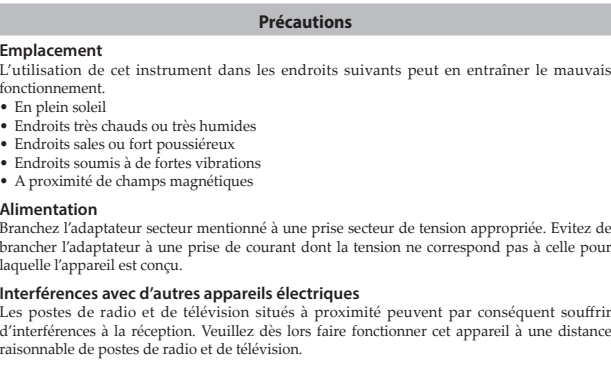 Précautions
Emplacement
L'utilisation de cet instrument dans les endroits suivants peut en entraîner le mauvais
fonctionnement.
• En plein soleil
• Endroits très chauds ou très humides
• Endroits sales ou fort poussiéreux
• Endroits soumis à de fortes vibrations
• A proximité de champs magnétiques
Alimentation
Branchez l'adaptateur secteur mentionné à une prise secteur de tension appropriée. Evitez de
brancher l'adaptateur à une prise de courant dont la tension ne correspond pas à celle pour
laquelle l'appareil est conçu.
Interférences avec d'autres appareils électriques
Les postes de radio et de télévision situés à proximité peuvent par conséquent souffrir
d'interférences à la réception. Veuillez dès lors faire fonctionner cet appareil à une distance
raisonnable de postes de radio et de télévision.